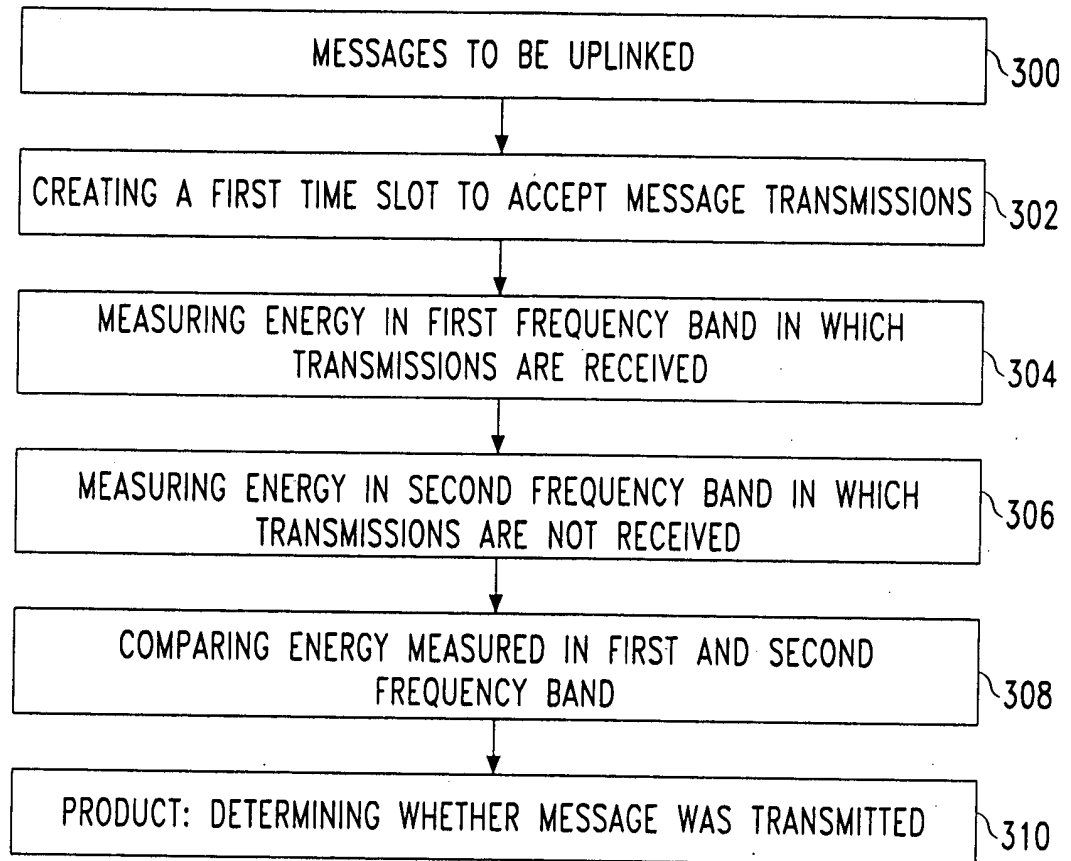 MESSAGES TO BE UPLINKED
300
CREATING A FIRST TIME SLOT TO ACCEPT MESSAGE TRANSMISSIONS
302
MEASURING ENERGY IN FIRST FREQUENCY BAND IN WHICH
TRANSMISSIONS ARE RECEIVED
304
MEASURING ENERGY IN SECOND FREQUENCY BAND IN WHICH
TRANSMISSIONS ARE NOT RECEIVED
306
COMPARING ENERGY MEASURED IN FIRST AND SECOND
FREQUENCY BAND
308
PRODUCT: DETERMINING WHETHER MESSAGE WAS TRANSMITTED
310